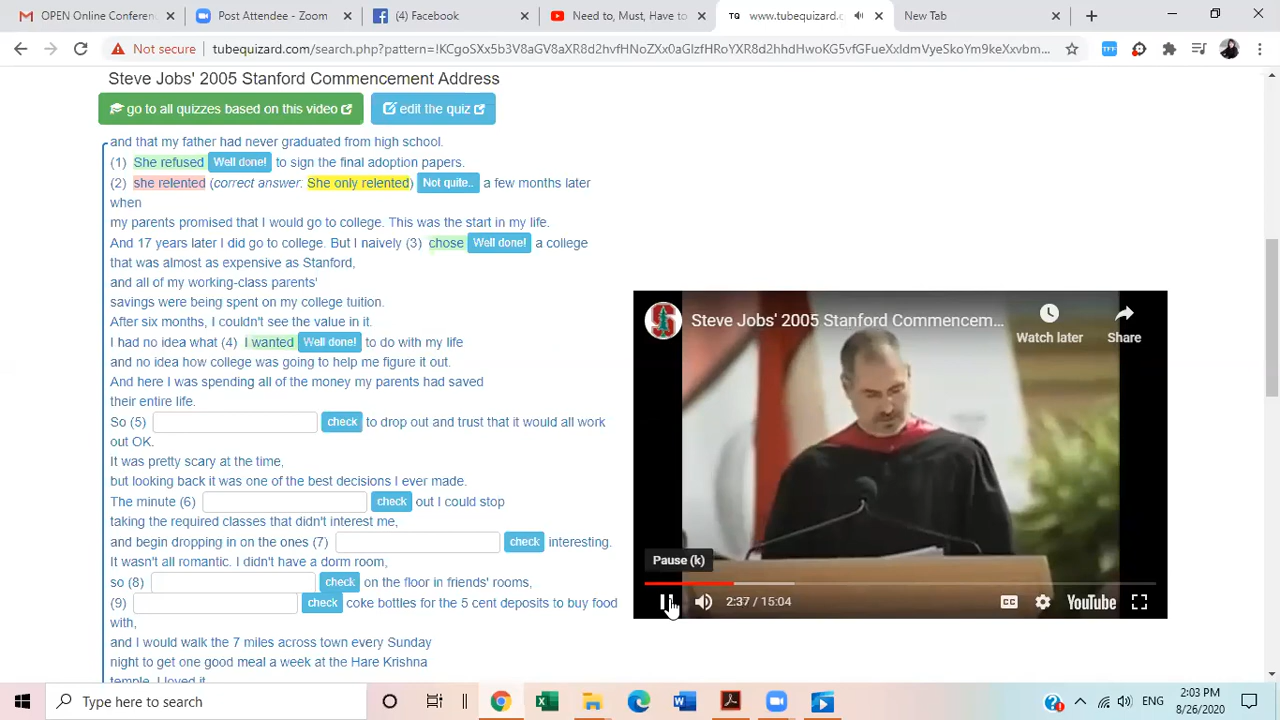 OPEN Online Conferen
Post Attendee - Zoom
(4) Facebook
Need to, Must, Have to
TQ www.tubequizard.co
New Tab
Not secure tubequizard.com/search.php?pattern=!KCgoSXx5b3V8aGV8aXR8d2hvfHNoZXx0aGlzfHRoYXR8d2hhdHwoKG5vfGFueXxldmVyeSkoYm9keXxvbm...
TFF
Steve Jobs' 2005 Stanford Commencement Address
go to all quizzes based on this video
edit the quiz
and that my father had never graduated from high school.
(1) She refused Well done! to sign the final adoption papers.
(2) she relented (correct answer: She only relented) Not quite.. a few months later
when
my parents promised that I would go to college. This was the start in my life.
And 17 years later I did go to college. But I naively (3) chose Well done! a college
that was almost as expensive as Stanford,
and all of my working-class parents'
savings were being spent on my college tuition.
After six months, I couldn't see the value in it.
I had no idea what (4) I wanted Well done! to do with my life
and no idea how college was going to help me figure it out.
And here I was spending all of the money my parents had saved
their entire life.
So (5) check to drop out and trust that it would all work
out OK.
It was pretty scary at the time,
but looking back it was one of the best decisions I ever made.
The minute (6) check out I could stop
taking the required classes that didn't interest me,
and begin dropping in on the ones (7) check interesting.
It wasn't all romantic. I didn't have a dorm room,
so (8) check on the floor in friends' rooms,
(9) check coke bottles for the 5 cent deposits to buy food
with,
and I would walk the 7 miles across town every Sunday
night to get one good meal a week at the Hare Krishna
temple. I loved it.
Steve Jobs' 2005 Stanford Commencem...
Watch later
Share
Pause (k)
2:37 / 15:04
CC
YouTube
Type here to search
ENG
2:03 PM
8/26/2020